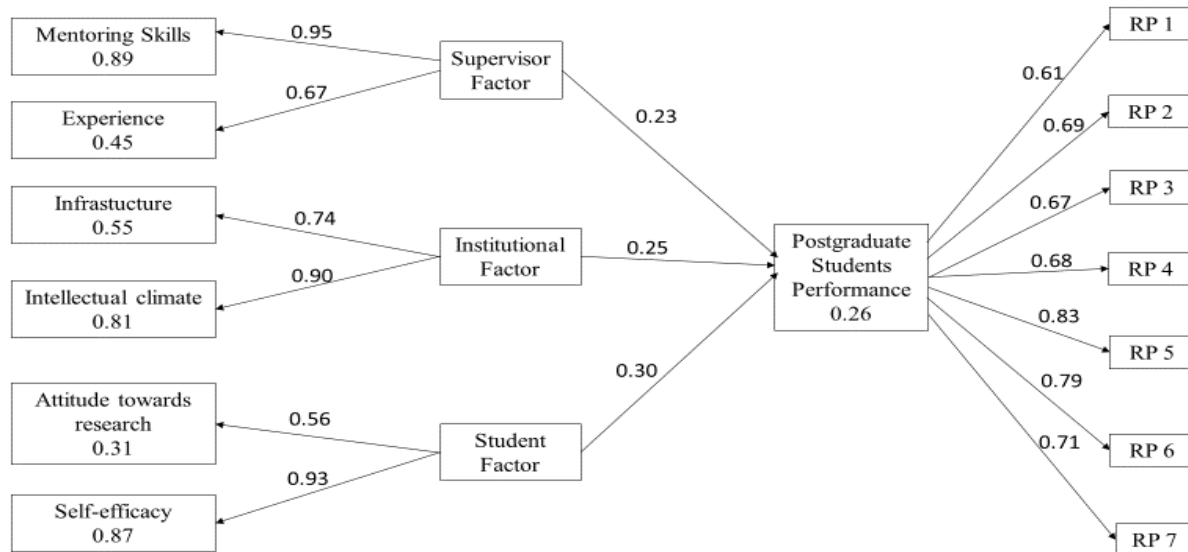 Mentoring Skills
0.89
0.95
Supervisor
Factor
0.67
Experience
0.45
0.23
Infrastucture
0.55
0.74
Institutional
Factor
0.90
Intellectual climate
0.81
0.25
Attitude towards
research
0.31
0.56
Student
Factor
0.93
Self-efficacy
0.87
0.30
Postgraduate
Students
Performance
0.26
0.61
RP 1
0.69
RP 2
0.67
RP 3
0.68
RP 4
0.83
RP 5
0.79
RP 6
0.71
RP 7